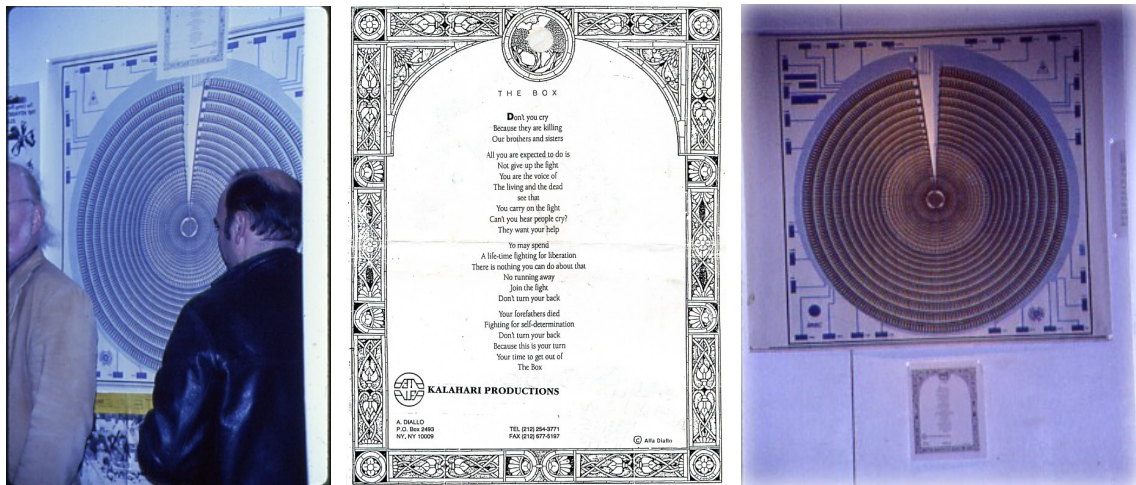 THE BOX
Don't you cry
Because they are killing
Our brothers and sisters
All you are expected to do is
Not give up the fight
You are the voice of
The living and the dead
see that
You carry on the fight
Can't you hear people cry?
They want your help
Yo may spend
A life-time fighting for liberation
There is nothing you can do about that
No running away
Join the fight
Don't turn your back
Your forefathers died
Fighting for self-determination
Don't turn your back
Because this is your turn
Your time to get out of
The Box
KALAHARI PRODUCTIONS
A. DIALLO
P.O. Box 2493
NY, NY 10009
TEL (212) 254-3771
FAX (212) 677-5197
© Alfa Diallo
imec